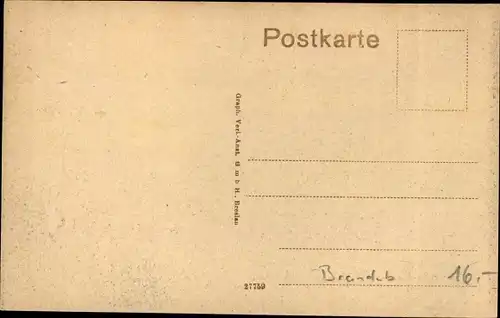 Postkarte
Graph. Verl.-Anst. G m b H . Breslau
Brandeb 16.-
27759